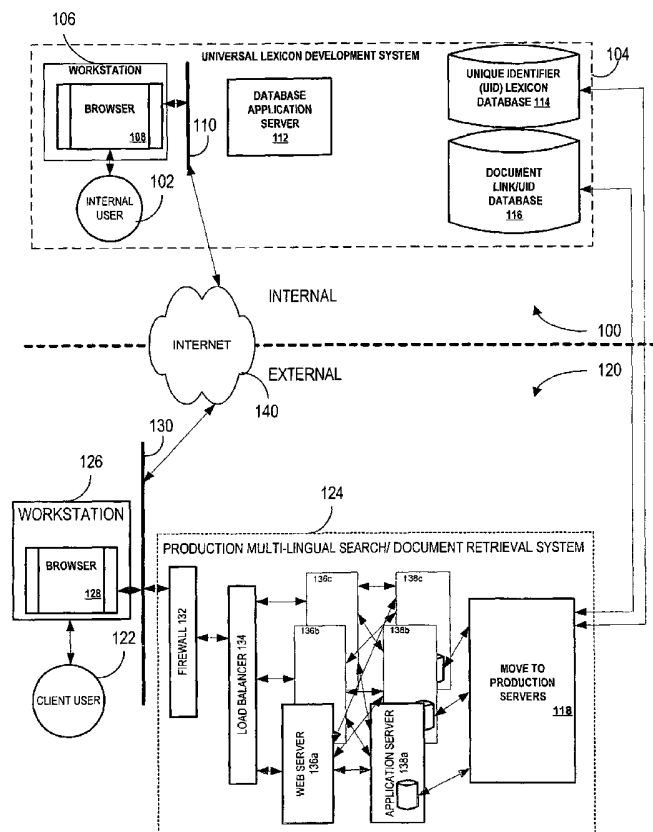 106
UNIVERSAL LEXICON DEVELOPMENT SYSTEM
104
WORKSTATION
BROWSER
108
110
DATABASE
APPLICATION
SERVER
112
UNIQUE IDENTIFIER
(UID) LEXICON
DATABASE 114
102
INTERNAL
USER
DOCUMENT
LINK/UID
DATABASE
116
INTERNAL
INTERNET
100
EXTERNAL
120
140
130
126
WORKSTATION
124
PRODUCTION MULTI-LINGUAL SEARCH/ DOCUMENT RETRIEVAL SYSTEM
BROWSER
128
122
CLIENT USER
FIREWALL 132
LOAD BALANCER 134
136c
138c
136b
138b
WEB SERVER
136a
APPLICATION SERVER
138a
MOVE TO
PRODUCTION
SERVERS
118